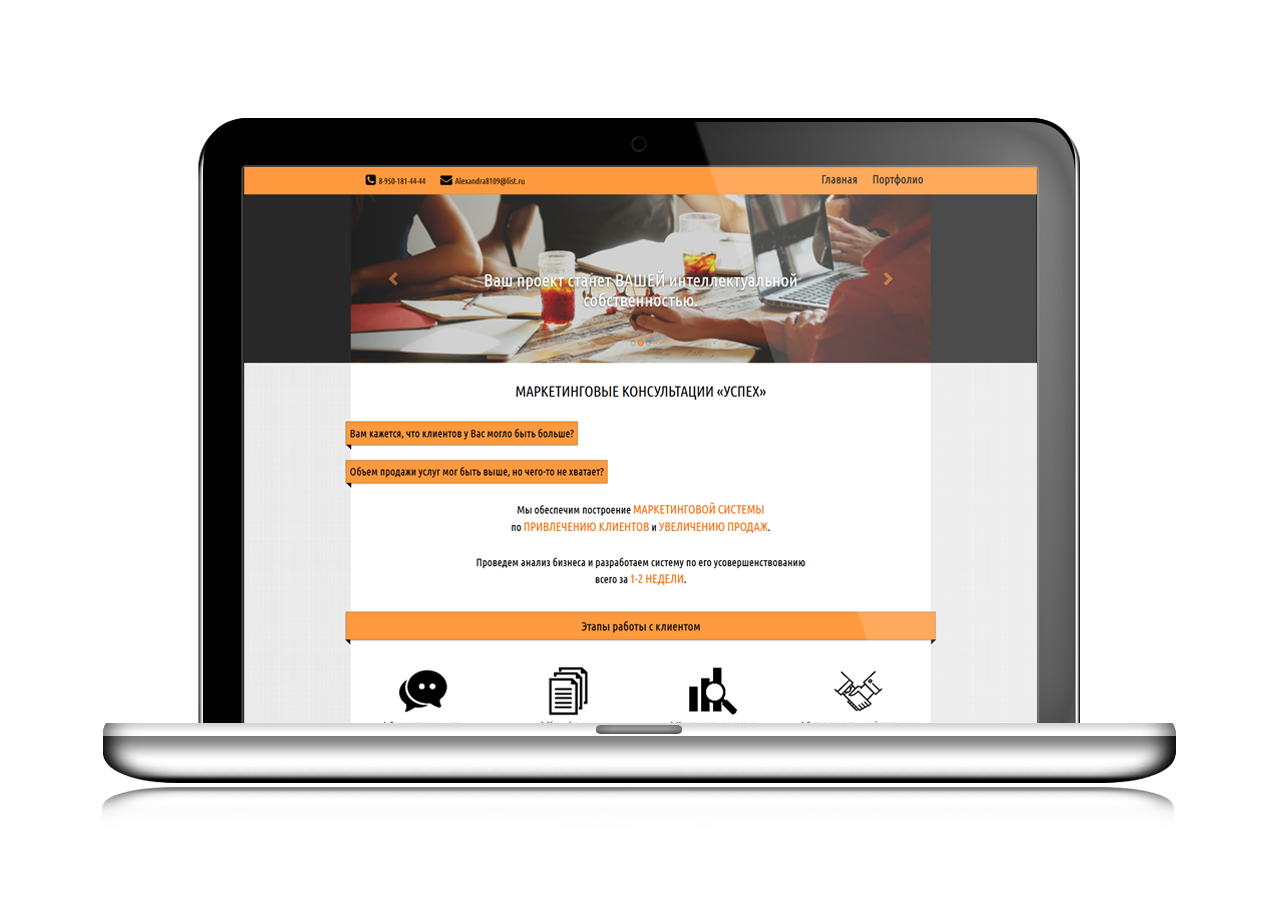 8-950-181-44-44 Alexandra8109@list.ru Главная Портфолио
Ваш проект станет ВАШЕЙ интеллектуальной
собственностью.
МАРКЕТИНГОВЫЕ КОНСУЛЬТАЦИИ «УСПЕХ»
Вам кажется, что клиентов у Вас могло быть больше?
Объем продажи услуг мог быть выше, но чего-то не хватает?
Мы обеспечим построение МАРКЕТИНГОВОЙ СИСТЕМЫ
по ПРИВЛЕЧЕНИЮ КЛИЕНТОВ и УВЕЛИЧЕНИЮ ПРОДАЖ.
Проведем анализ бизнеса и разработаем систему по его усовершенствованию
всего за 1-2 НЕДЕЛИ.
Этапы работы с клиентом